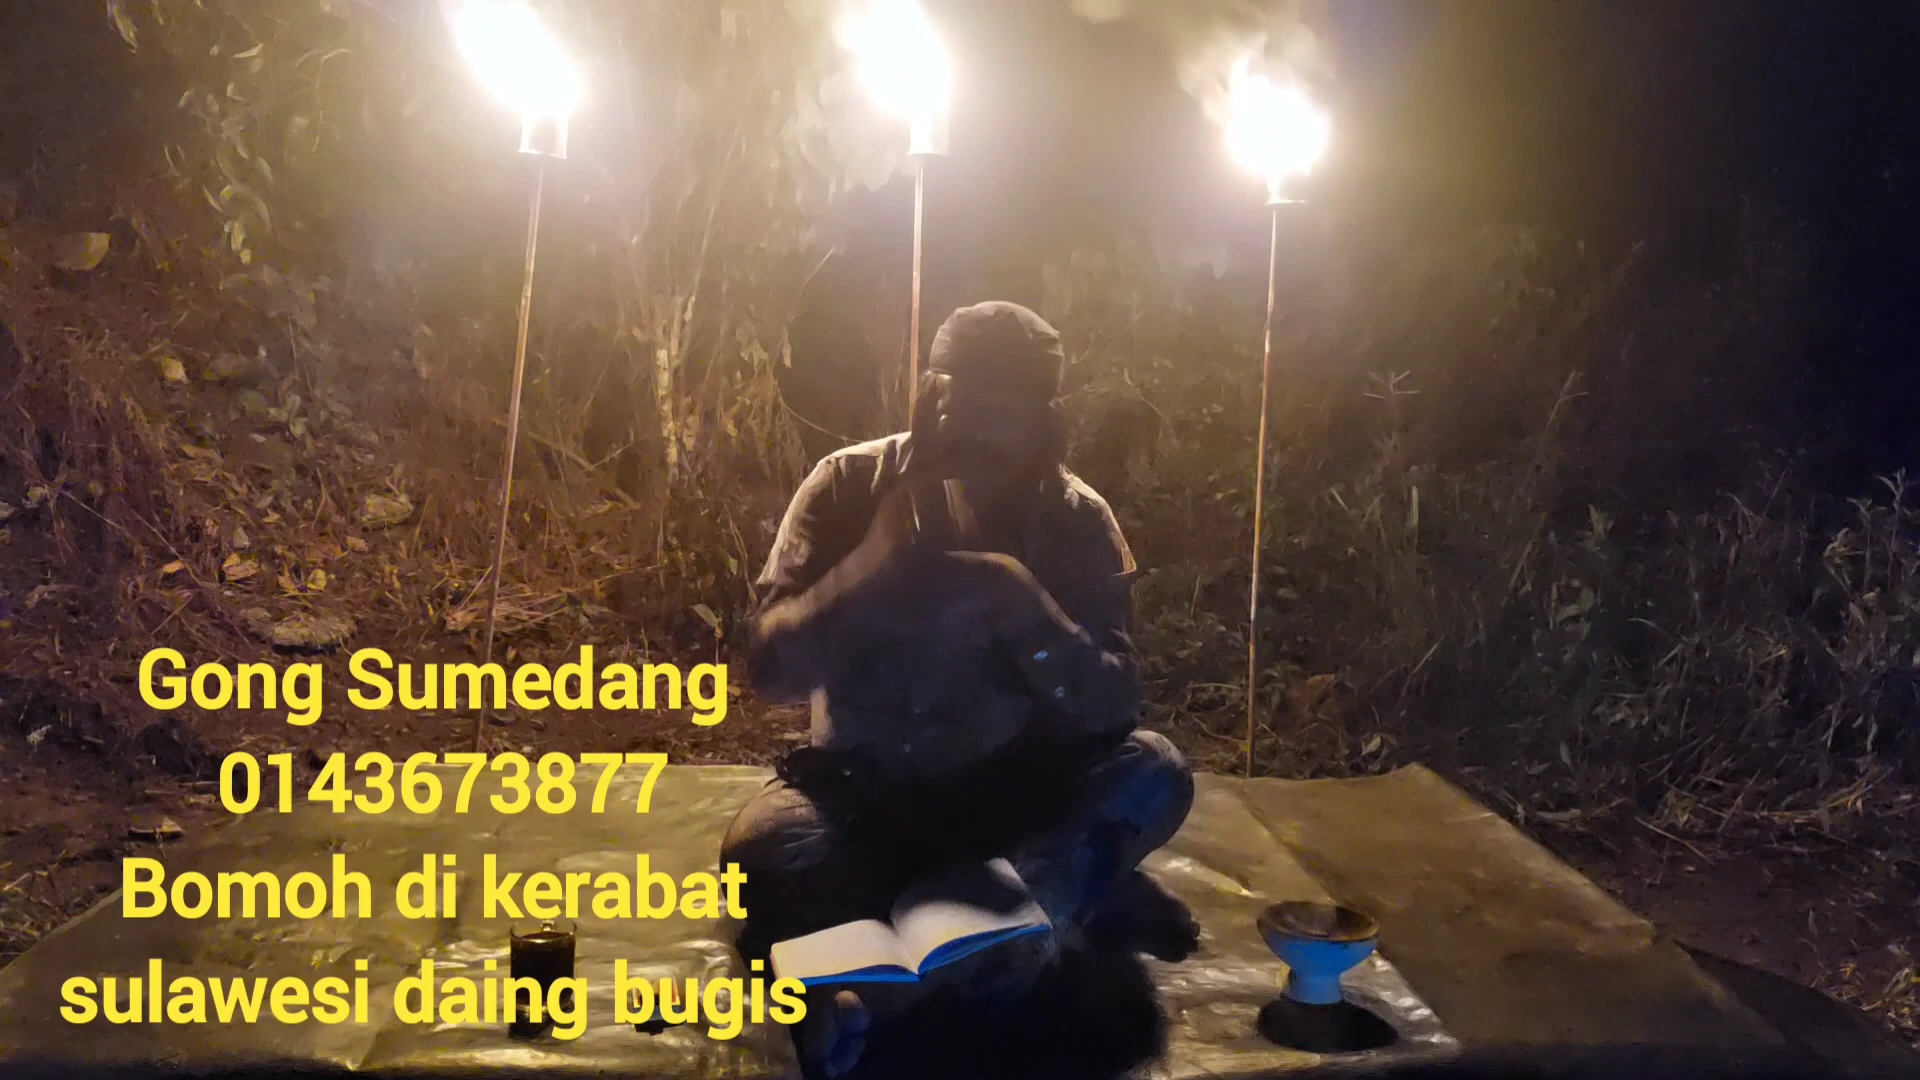 Gong Sumedang
0143673877
Bomoh di kerabat
sulawesi daing bugis